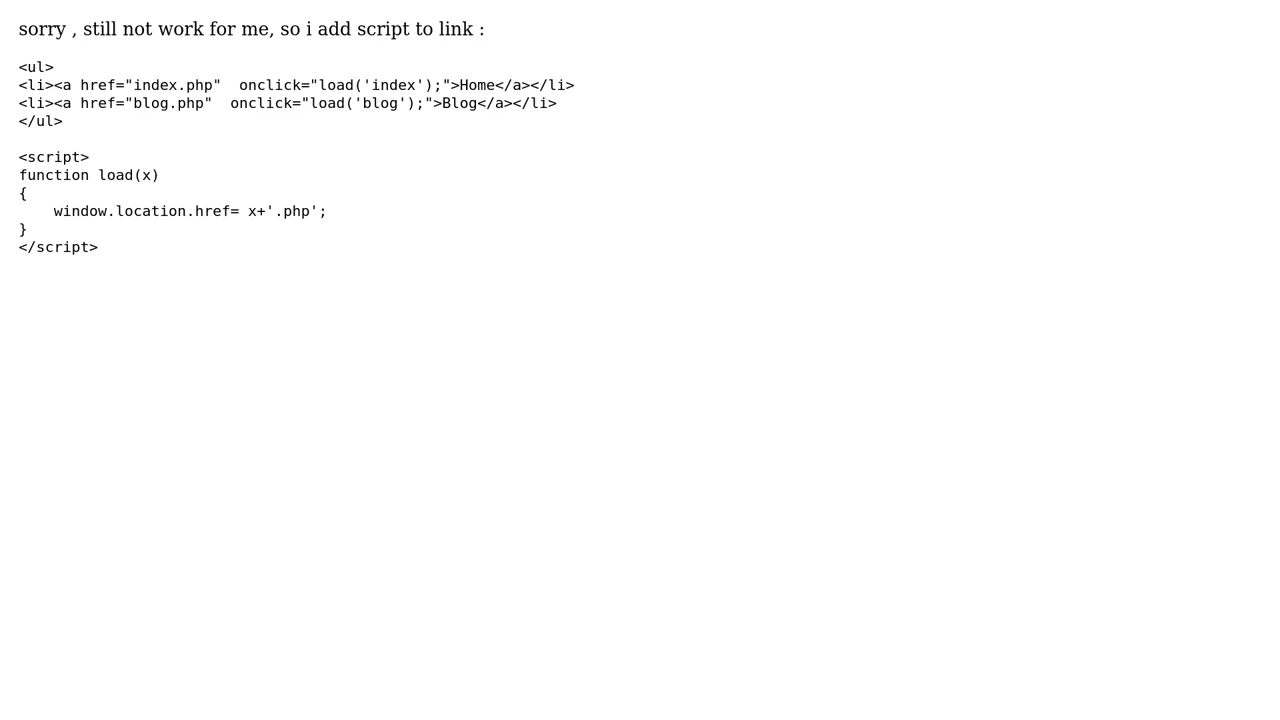 sorry , still not work for me, so i add script to link :
<ul>
<li><a href="index.php"  onclick="load('index');">Home</a></li>
<li><a href="blog.php"  onclick="load('blog');">Blog</a></li>
</ul>
<script>
function load(x)
{
    window.location.href= x+'.php';
}
</script>